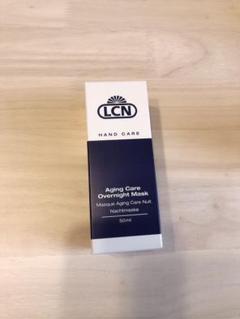 LCN
HAND CARE
Aging Care
Overnight Mask
Masque Aging Care Nuit
Nachtmaske
50ml